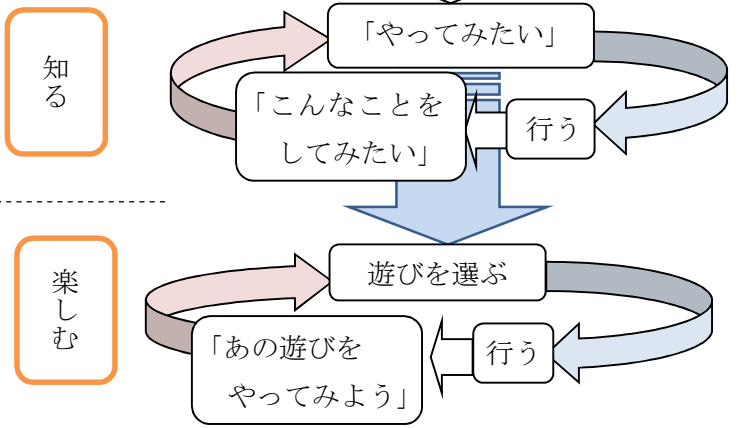 知る
「やってみたい」
「こんなことを
してみたい」
行う
楽しむ
遊びを選ぶ
「あの遊びを
やってみよう」
行う